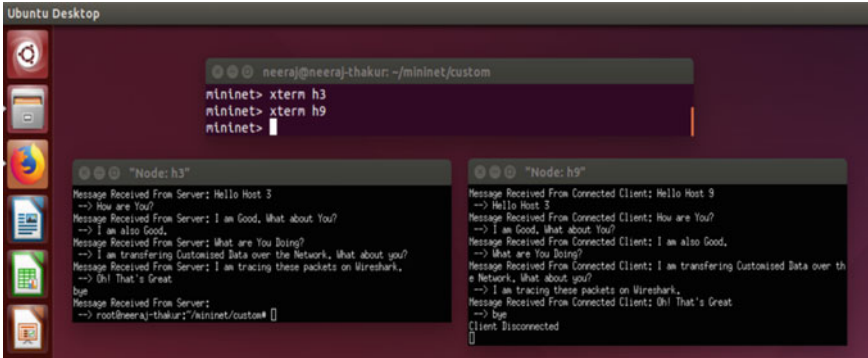 Ubuntu Desktop
neeraj@neeraj-thakur: ~/mininet/custom
mininet> xterm h3
mininet> xterm h9
mininet>
"Node: h3"
Message Received From Server: Hello Host 3
--> How are You?
Message Received From Server: I am Good. What about You?
--> I am also Good.
Message Received From Server: What are You Doing?
--> I am transfering Customised Data over the Network. What about you?
Message Received From Server: I am tracing these packets on Wireshark.
--> Oh! That's Great
bye
Message Received From Server:
--> root@neeraj-thakur:~/mininet/custom#
"Node: h9"
Message Received From Connected Client: Hello Host 9
--> Hello Host 3
Message Received From Connected Client: How are You?
--> I am Good. What about You?
Message Received From Connected Client: I am also Good.
--> What are You Doing?
Message Received From Connected Client: I am transfering Customised Data over th
e Network. What about you?
--> I am tracing these packets on Wireshark.
Message Received From Connected Client: Oh! That's Great
--> bye
Client Disconnected